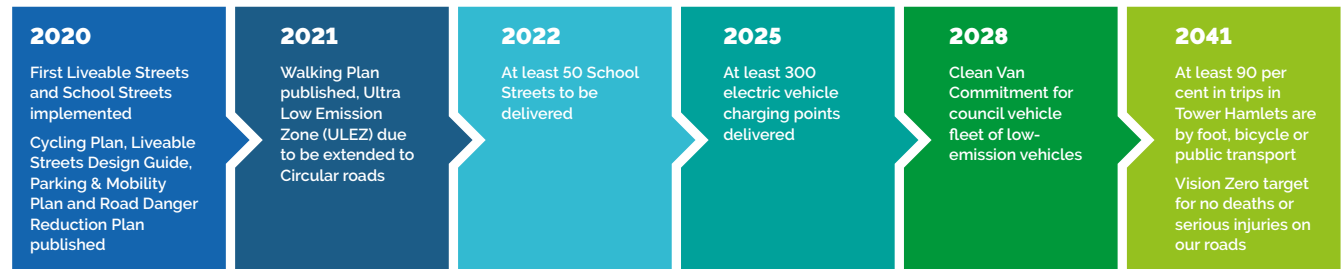 2020
First Liveable Streets
and School Streets
implemented
Cycling Plan, Liveable
Streets Design Guide,
Parking & Mobility
Plan and Road Danger
Reduction Plan
published
2021
Walking Plan
published, Ultra
Low Emission
Zone (ULEZ) due
to be extended to
Circular roads
2022
At least 50 School
Streets to be
delivered
2025
At least 300
electric vehicle
charging points
delivered
2028
Clean Van
Commitment for
council vehicle
fleet of low-
emission vehicles
2041
At least 90 per
cent in trips in
Tower Hamlets are
by foot, bicycle or
public transport
Vision Zero target
for no deaths or
serious injuries on
our roads